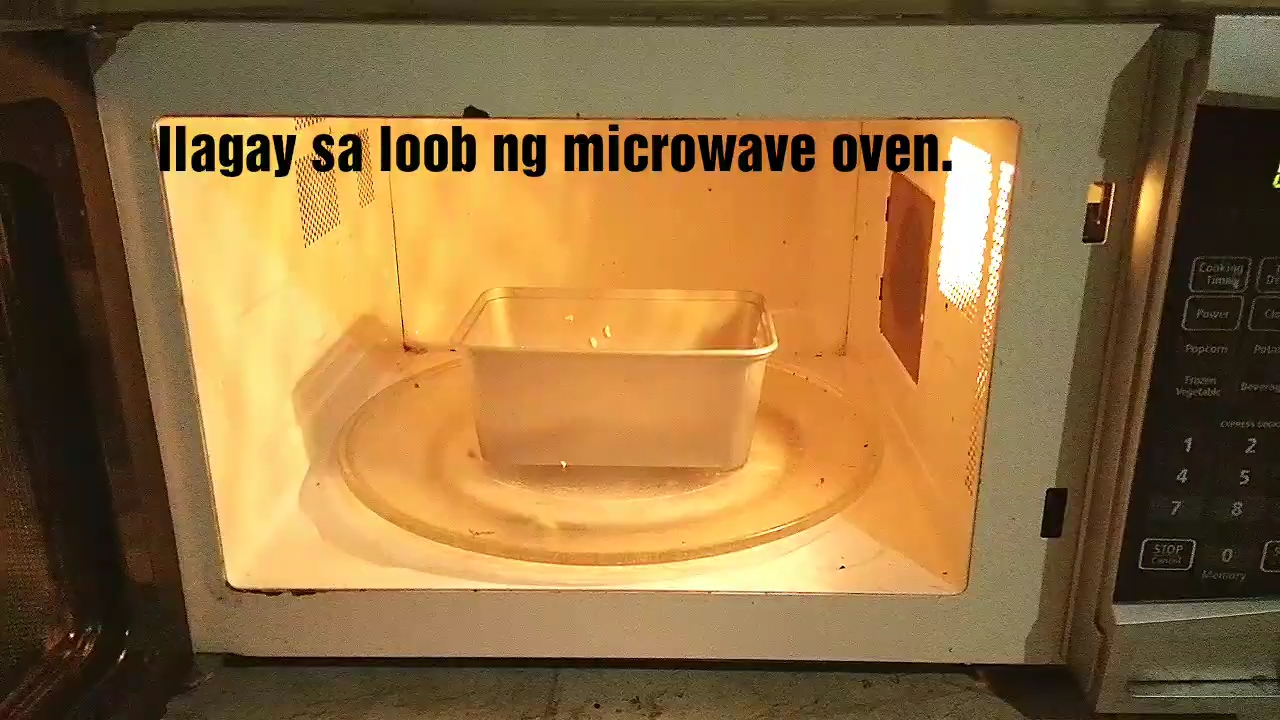 Ilagay sa loob ng microwave oven.
Cooking
Time
Power
Popcorn
Frozen
Vegetable
1 2
4 5
7 8
STOP
Cancel
0
Memory